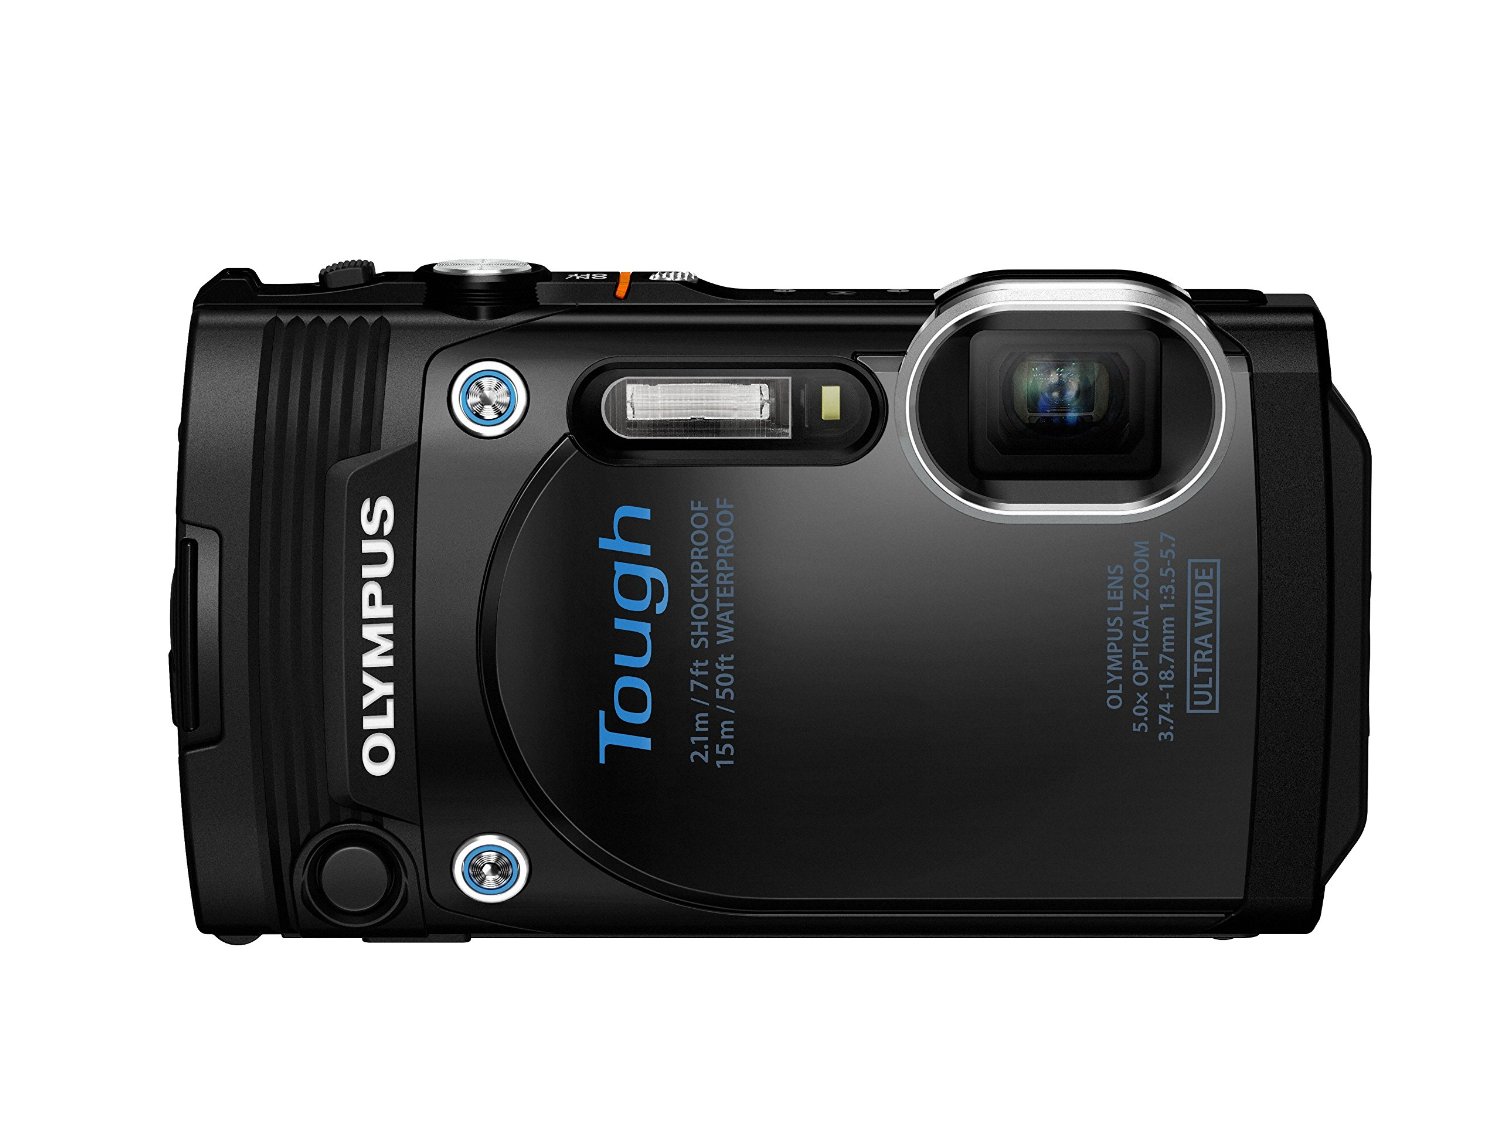 OLYMPUS
Tough
2.1m / 7ft SHOCKPROOF
15m / 50ft WATERPROOF
OLYMPUS LENS
5.0x OPTICAL ZOOM
3.74-18.7mm 1:3.5-5.7
ULTRA WIDE